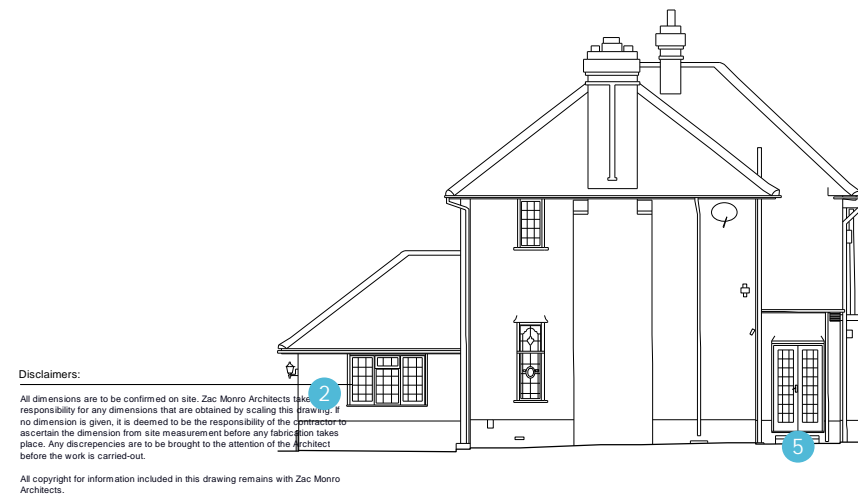 Disclaimers:
All dimensions are to be confirmed on site. Zac Monro Architects take
responsibility for any dimensions that are obtained by scaling this drawing. If
no dimension is given, it is deemed to be the responsibility of the contractor to
ascertain the dimension from site measurement before any fabrication takes
place. Any discrepancies are to be brought to the attention of the Architect
before the work is carried-out.
All copyright for information included in this drawing remains with Zac Monro
Architects.
2
5